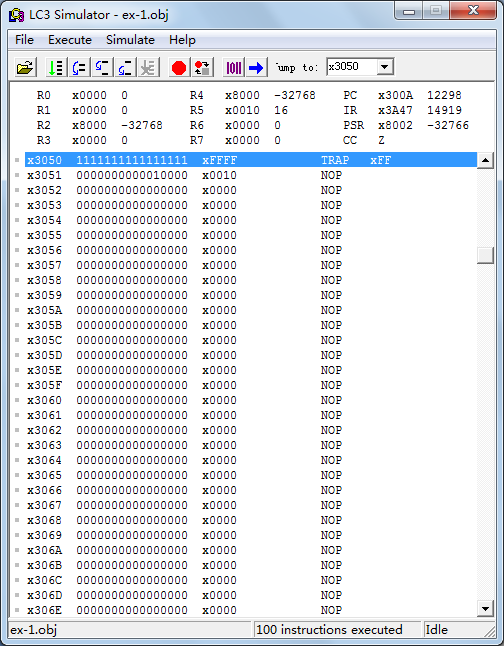 LC3 Simulator - ex-1.obj
File Execute Simulate Help
Jump to: x3050
R0 x0000 0 R4 x8000 -32768 PC x300A 12298
R1 x0000 0 R5 x0010 16 IR x3A47 14919
R2 x8000 -32768 R6 x0000 0 PSR x8002 -32766
R3 x0000 0 R7 x0000 0 CC Z
x3050 1111111111111111 xFFFF TRAP xFF
x3051 0000000000010000 x0010 NOP
x3052 0000000000000000 x0000 NOP
x3053 0000000000000000 x0000 NOP
x3054 0000000000000000 x0000 NOP
x3055 0000000000000000 x0000 NOP
x3056 0000000000000000 x0000 NOP
x3057 0000000000000000 x0000 NOP
x3058 0000000000000000 x0000 NOP
x3059 0000000000000000 x0000 NOP
x305A 0000000000000000 x0000 NOP
x305B 0000000000000000 x0000 NOP
x305C 0000000000000000 x0000 NOP
x305D 0000000000000000 x0000 NOP
x305E 0000000000000000 x0000 NOP
x305F 0000000000000000 x0000 NOP
x3060 0000000000000000 x0000 NOP
x3061 0000000000000000 x0000 NOP
x3062 0000000000000000 x0000 NOP
x3063 0000000000000000 x0000 NOP
x3064 0000000000000000 x0000 NOP
x3065 0000000000000000 x0000 NOP
x3066 0000000000000000 x0000 NOP
x3067 0000000000000000 x0000 NOP
x3068 0000000000000000 x0000 NOP
x3069 0000000000000000 x0000 NOP
x306A 0000000000000000 x0000 NOP
x306B 0000000000000000 x0000 NOP
x306C 0000000000000000 x0000 NOP
x306D 0000000000000000 x0000 NOP
x306E 0000000000000000 x0000 NOP
ex-1.obj 100 instructions executed Idle